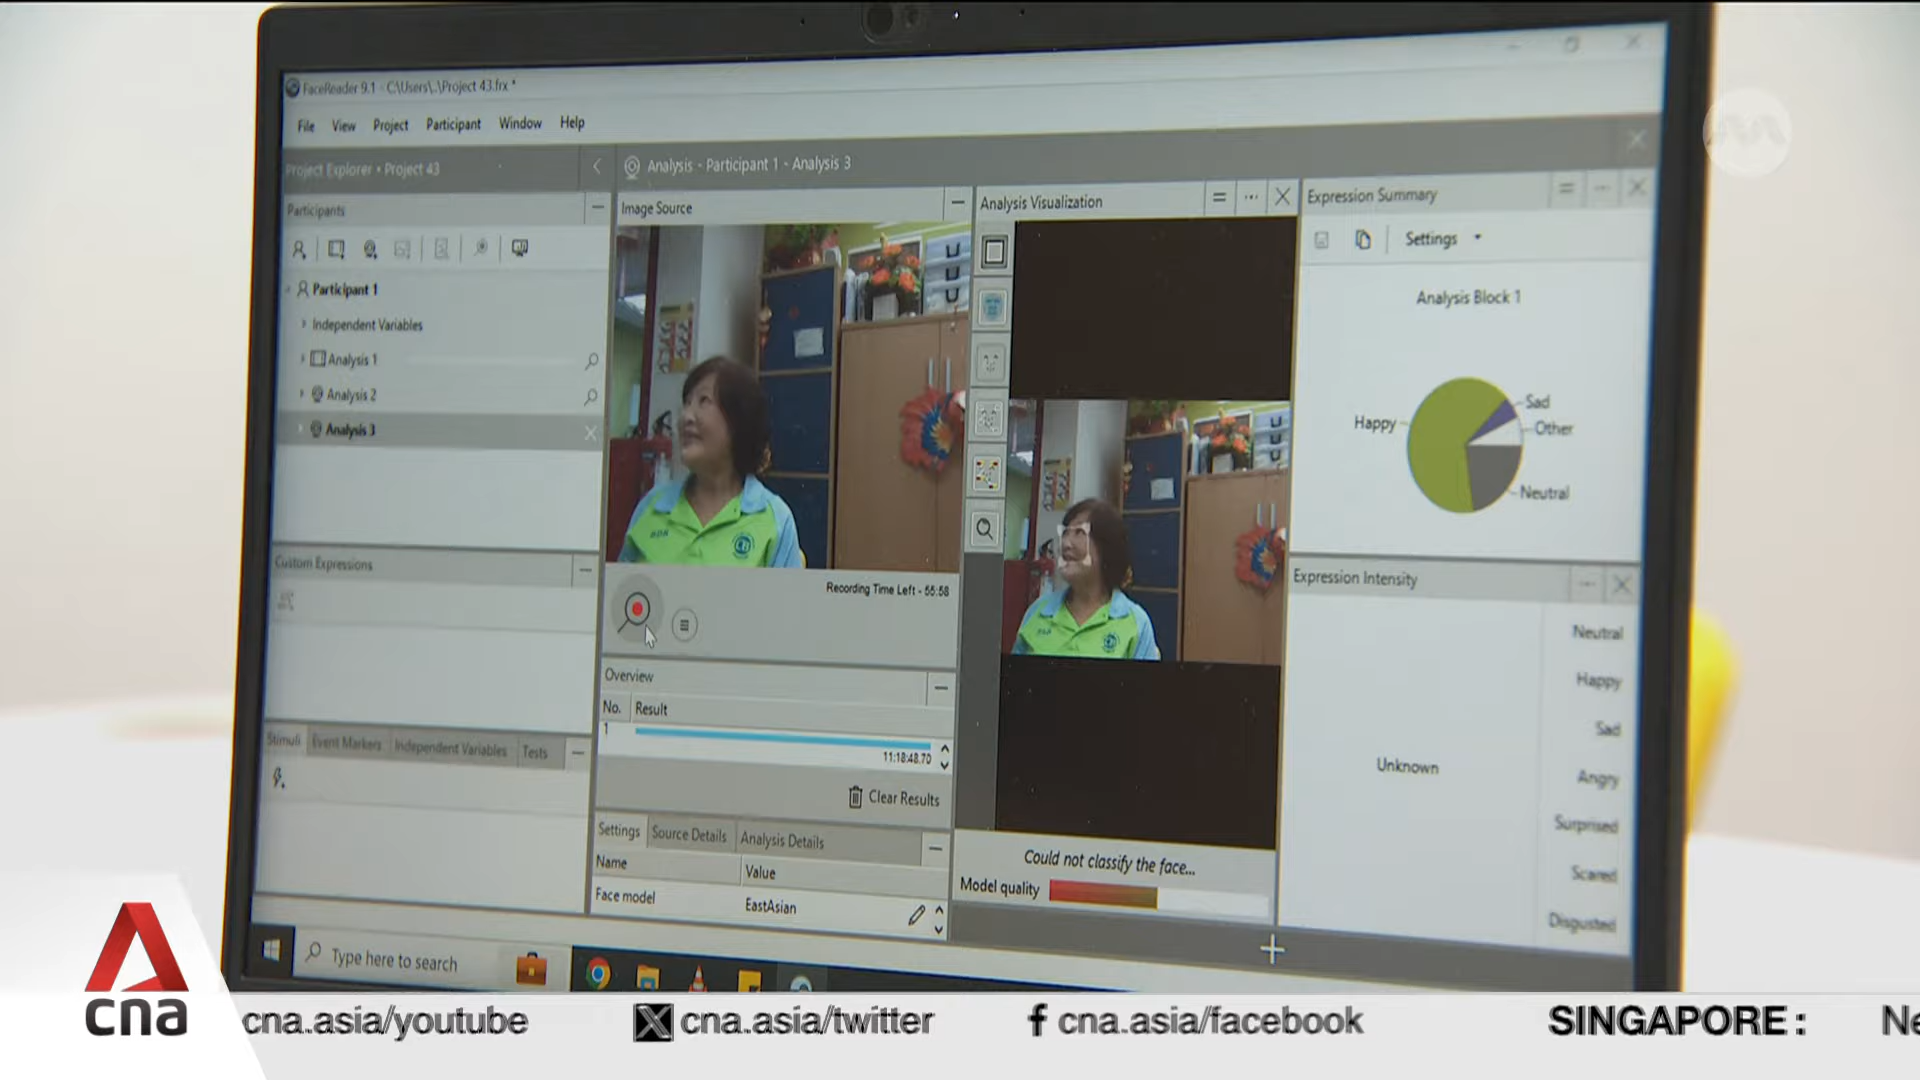 FaceReader 9.1 - C:\Users\..\Project 43.frx *
File View Project Participant Window Help
Project Explorer • Project 43
Analysis - Participant 1 - Analysis 3
Participants
Image Source
Analysis Visualization
Expression Summary
Settings
Participant 1
Independent Variables
Analysis 1
Analysis 2
Analysis 3
Analysis Block 1
Happy
Sad
Other
Neutral
Custom Expressions
Recording Time Left - 55:58
Expression Intensity
Neutral
Happy
Sad
Angry
Surprised
Scared
Disgusted
Unknown
Overview
No. Result
1
11:18:48.70
Clear Results
Stimuli Event Markers Independent Variables Tests
Settings Source Details Analysis Details
Name Value
Face model EastAsian
Could not classify the face...
Model quality
Type here to search
cna
cna.asia/youtube cna.asia/twitter cna.asia/facebook SINGAPORE : Ne